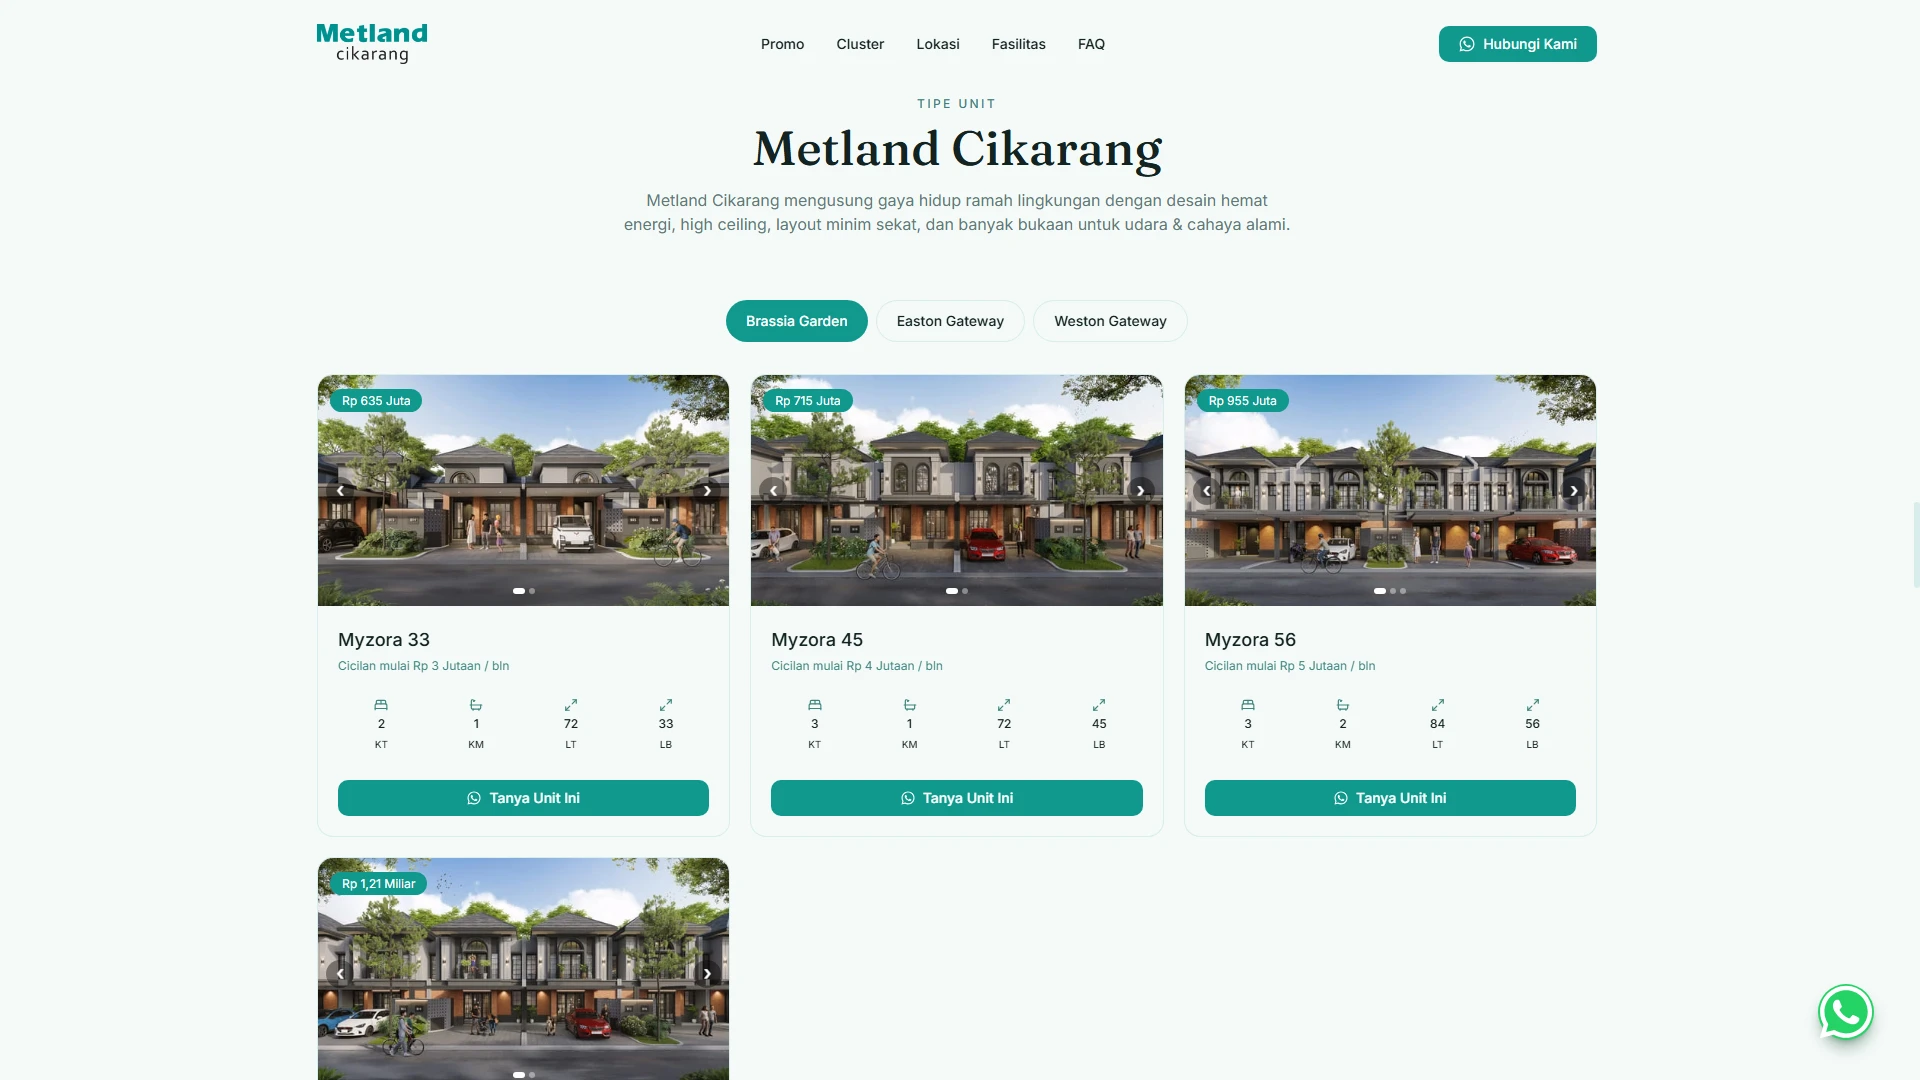 Metland
cikarang
Promo
Cluster
Lokasi
Fasilitas
FAQ
Hubungi Kami
TIPE UNIT
Metland Cikarang
Metland Cikarang mengusung gaya hidup ramah lingkungan dengan desain hemat
energi, high ceiling, layout minim sekat, dan banyak bukaan untuk udara & cahaya alami.
Brassia Garden
Easton Gateway
Weston Gateway
Rp 635 Juta
Myzora 33
Cicilan mulai Rp 3 Jutaan / bln
2
KT
1
KM
72
LT
33
LB
Tanya Unit Ini
Rp 715 Juta
Myzora 45
Cicilan mulai Rp 4 Jutaan / bln
3
KT
1
KM
72
LT
45
LB
Tanya Unit Ini
Rp 955 Juta
Myzora 56
Cicilan mulai Rp 5 Jutaan / bln
3
KT
2
KM
84
LT
56
LB
Tanya Unit Ini
Rp 1,21 Miliar